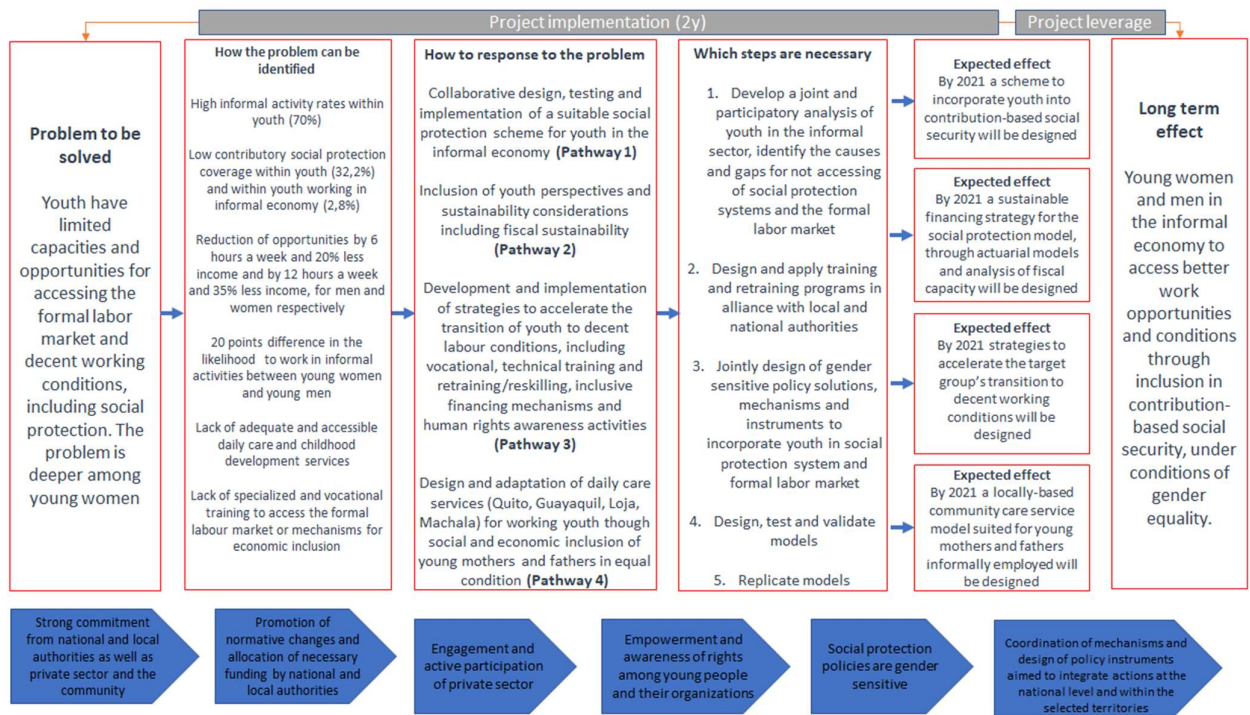 Project implementation (2y)
Project leverage
Problem to be
solved
Youth have
limited
capacities and
opportunities for
accessing the
formal labor
market and
decent working
conditions,
including social
protection. The
problem is
deeper among
young women
How the problem can be
identified
High informal activity rates within
youth (70%)
Low contributory social protection
coverage within youth (32,2%)
and within youth working in
informal economy (2,8%)
Reduction of opportunities by 6
hours a week and 20% less
income and by 12 hours a week
and 35% less income, for men and
women respectively
20 points difference in the
likelihood to work in informal
activities between young women
and young men
Lack of adequate and accessible
daily care and childhood
development services
Lack of specialized and vocational
training to access the formal
labour market or mechanisms for
economic inclusion
How to response to the problem
Collaborative design, testing and
implementation of a suitable social
protection scheme for youth in the
informal economy (Pathway 1)
Inclusion of youth perspectives and
sustainability considerations
including fiscal sustainability
(Pathway 2)
Development and implementation
of strategies to accelerate the
transition of youth to decent
labour conditions, including
vocational, technical training and
retraining/reskilling, inclusive
financing mechanisms and
human rights awareness activities
(Pathway 3)
Design and adaptation of daily care
services (Quito, Guayaquil, Loja,
Machala) for working youth though
social and economic inclusion of
young mothers and fathers in equal
condition (Pathway 4)
Which steps are necessary
1. Develop a joint and
participatory analysis of
youth in the informal
sector, identify the causes
and gaps for not accessing
of social protection
systems and the formal
labor market
2. Design and apply training
and retraining programs in
alliance with local and
national authorities
3. Jointly design of gender
sensitive policy solutions,
mechanisms and
instruments to
incorporate youth in social
protection system and
formal labor market
4. Design, test and validate
models
5. Replicate models
Expected effect
By 2021 a scheme to
incorporate youth into
contribution-based social
security will be designed
Expected effect
By 2021 a sustainable
financing strategy for the
social protection model,
through actuarial models
and analysis of fiscal
capacity will be designed
Expected effect
By 2021 strategies to
accelerate the target
group's transition to
decent working
conditions will be
designed
Expected effect
By 2021 a locally-based
community care service
model suited for young
mothers and fathers
informally employed will
be designed
Long term
effect
Young women
and men in
the informal
economy to
access better
work
opportunities
and conditions
through
inclusion in
contribution-
based social
security, under
conditions of
gender
equality.
Strong commitment
from national and local
authorities as well as
private sector and the
community
Promotion of
normative changes and
allocation of necessary
funding by national and
local authorities
Engagement and
active participation
of private sector
Empowerment and
awareness of rights
among young people
and their organizations
Social protection
policies are gender
sensitive
Coordination of mechanisms and
design of policy instruments
aimed to integrate actions at the
national level and within the
selected territories